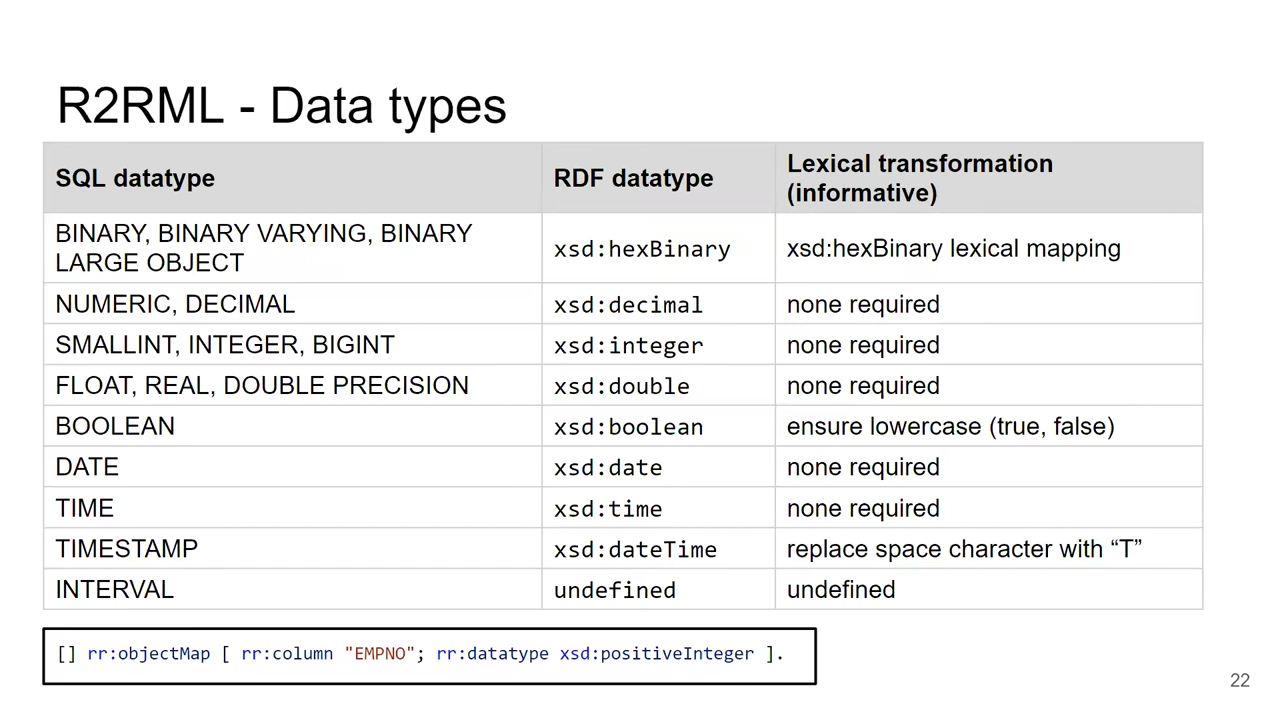 R2RML - Data types
SQL datatype
RDF datatype
Lexical transformation
(informative)
BINARY, BINARY VARYING, BINARY
LARGE OBJECT
xsd:hexBinary
xsd:hexBinary lexical mapping
NUMERIC, DECIMAL
xsd:decimal
none required
SMALLINT, INTEGER, BIGINT
xsd:integer
none required
FLOAT, REAL, DOUBLE PRECISION
xsd:double
none required
BOOLEAN
xsd:boolean
ensure lowercase (true, false)
DATE
xsd:date
none required
TIME
xsd:time
none required
TIMESTAMP
xsd:dateTime
replace space character with “T”
INTERVAL
undefined
undefined
[] rr:objectMap [ rr:column "EMPNO"; rr:datatype xsd:positiveInteger ].
22